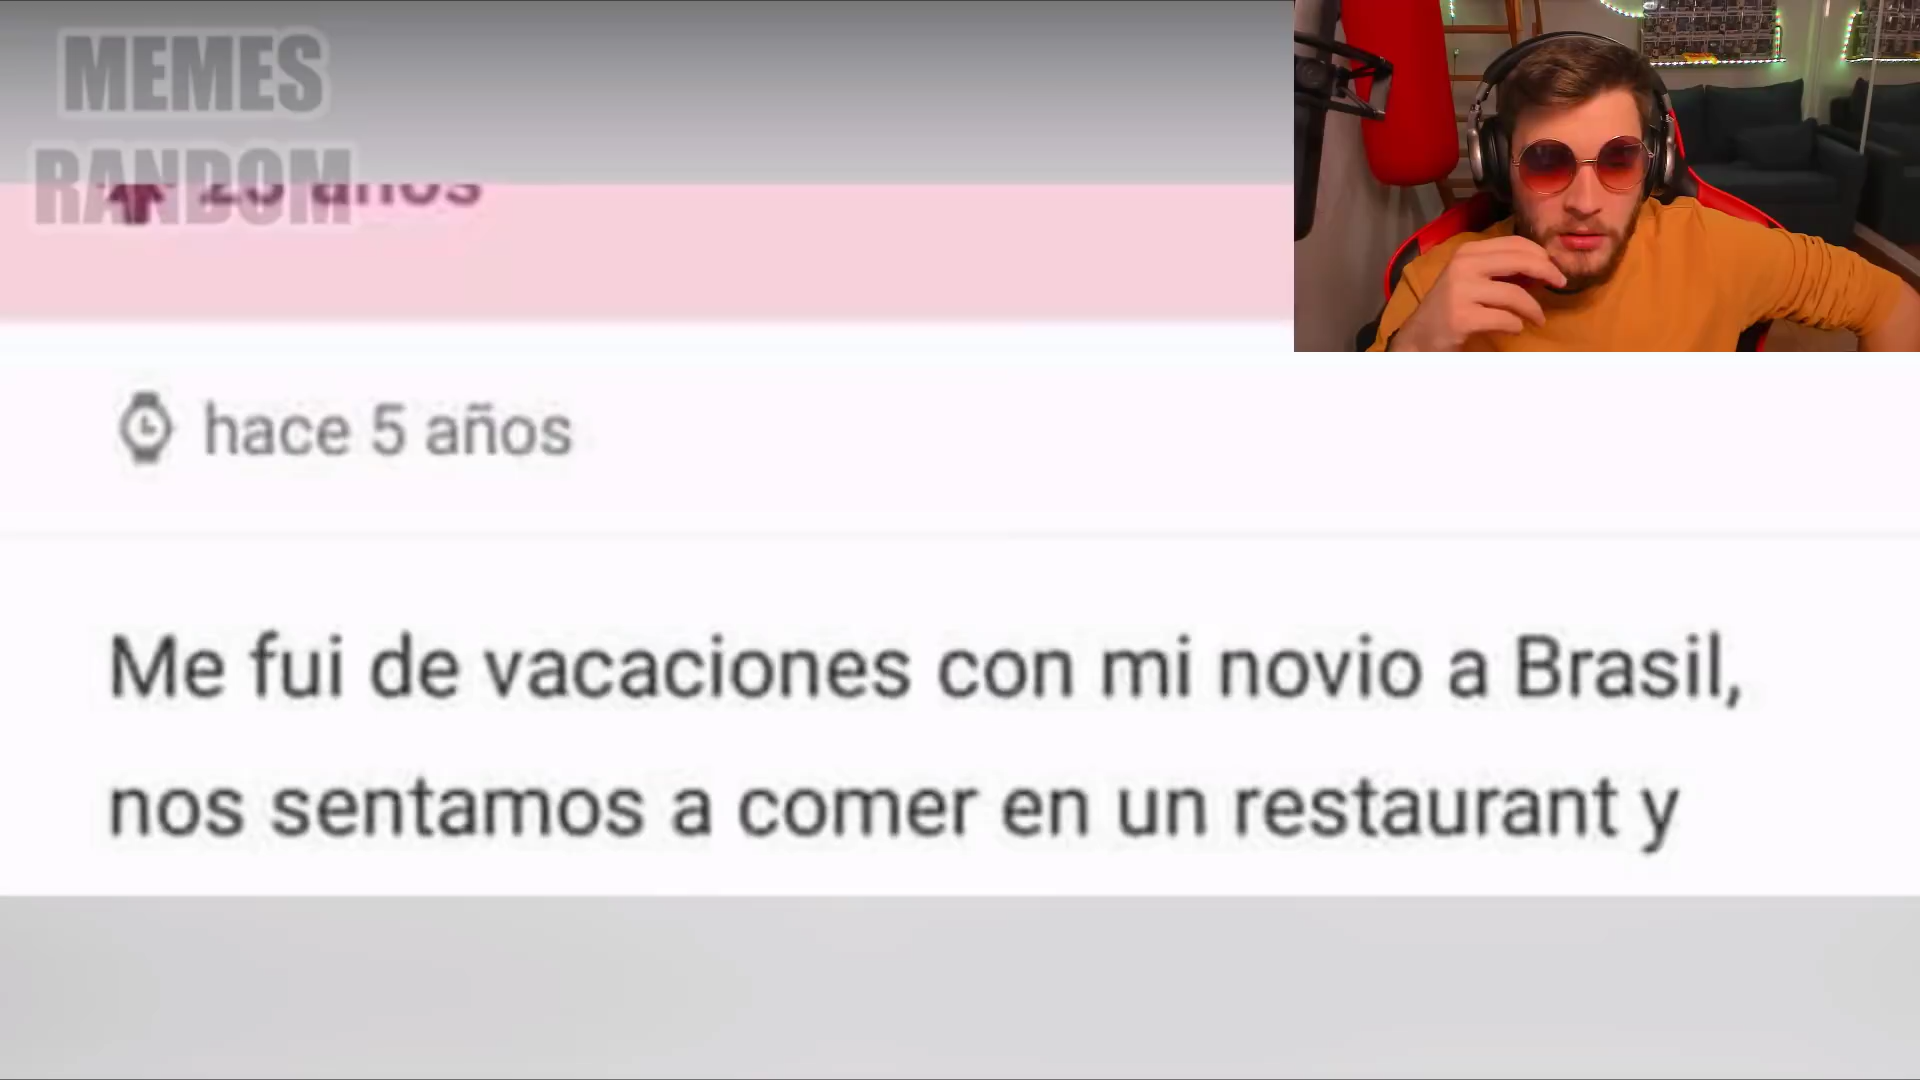 MEMES
RANDOM
años
hace 5 años
Me fui de vacaciones con mi novio a Brasil,
nos sentamos a comer en un restaurant y